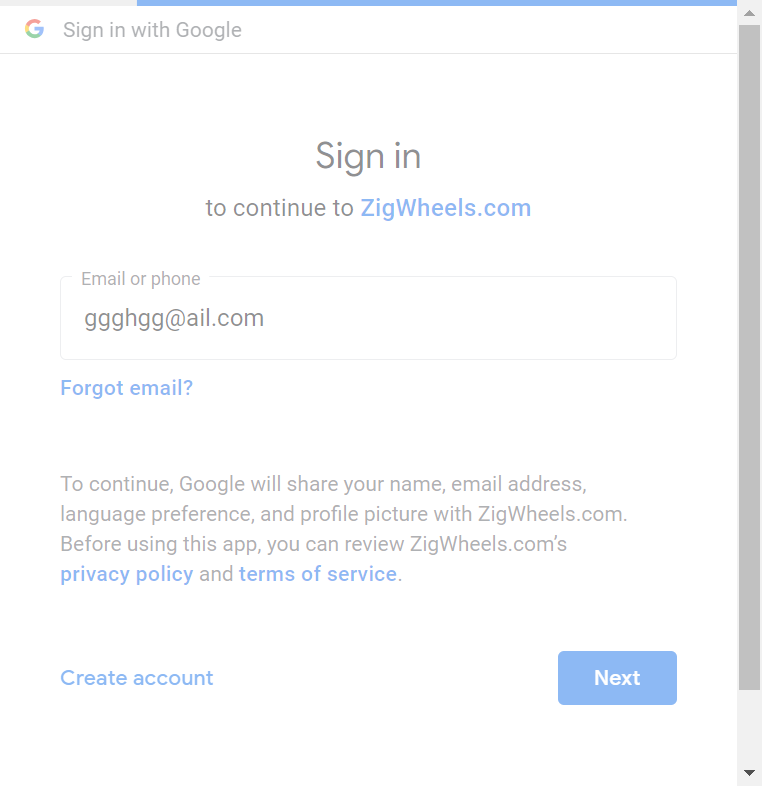 Sign in with Google
Sign in
to continue to ZigWheels.com
Email or phone
ggghgg@ail.com
Forgot email?
To continue, Google will share your name, email address,
language preference, and profile picture with ZigWheels.com.
Before using this app, you can review ZigWheels.com’s
privacy policy and terms of service.
Create account
Next